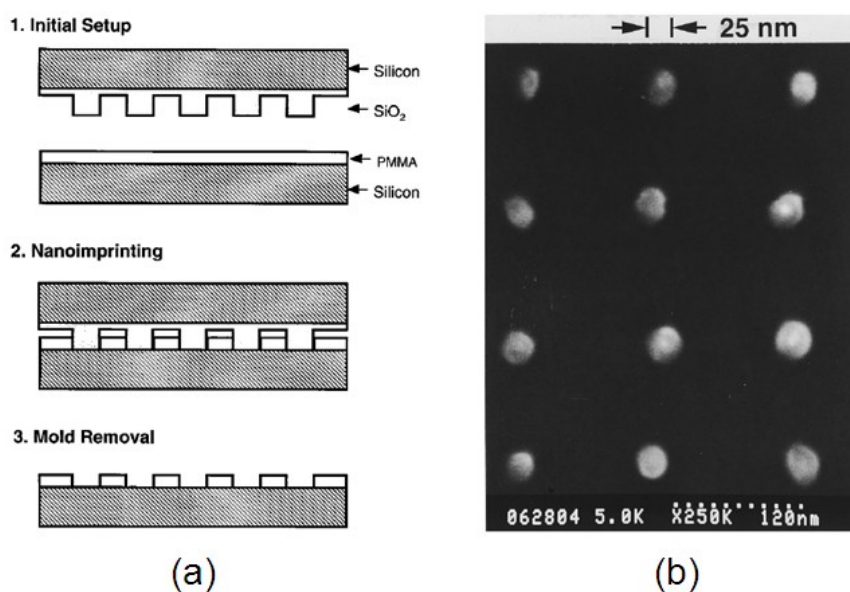 1. Initial Setup
Silicon
SiO₂
PMMA
Silicon
2. Nanoimprinting
3. Mold Removal
(a)
25 nm
062804 5.0K X250K 120nm
(b)